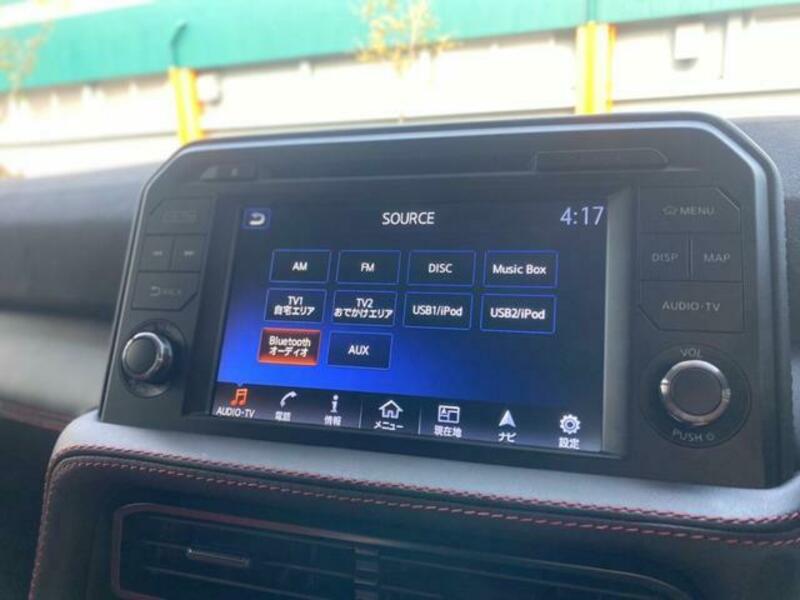 SOURCE
4:17
AM
FM
DISC
Music Box
TV1
自宅エリア
TV2
おでかけエリア
USB1/iPod
USB2/iPod
Bluetooth
オーディオ
AUX
AUDIO・TV
電話
情報
メニュー
現在地
ナビ
設定
BACK
MENU
DISP
MAP
AUDIO・TV
VOL
PUSH